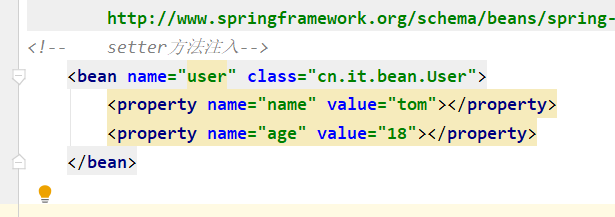 http://www.springframework.org/schema/beans/spring-
<!--    setter方法注入-->
<bean name="user" class="cn.it.bean.User">
<property name="name" value="tom"></property>
<property name="age" value="18"></property>
</bean>